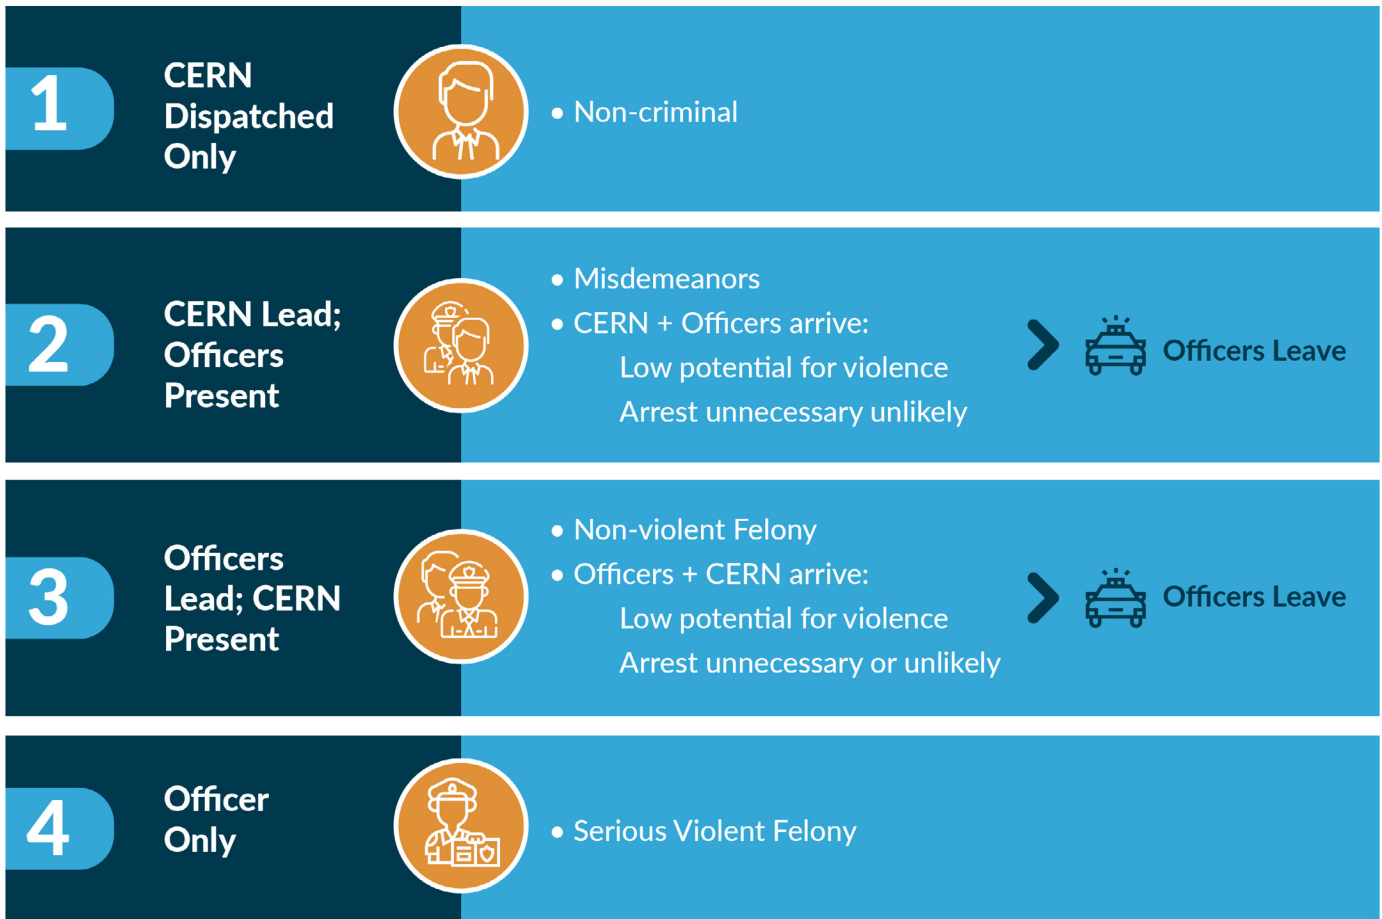 1
CERN
Dispatched
Only
• Non-criminal
2
CERN Lead;
Officers
Present
• Misdemeanors
• CERN + Officers arrive:
Low potential for violence
Arrest unnecessary unlikely
Officers Leave
3
Officers
Lead; CERN
Present
• Non-violent Felony
• Officers + CERN arrive:
Low potential for violence
Arrest unnecessary or unlikely
Officers Leave
4
Officer
Only
• Serious Violent Felony